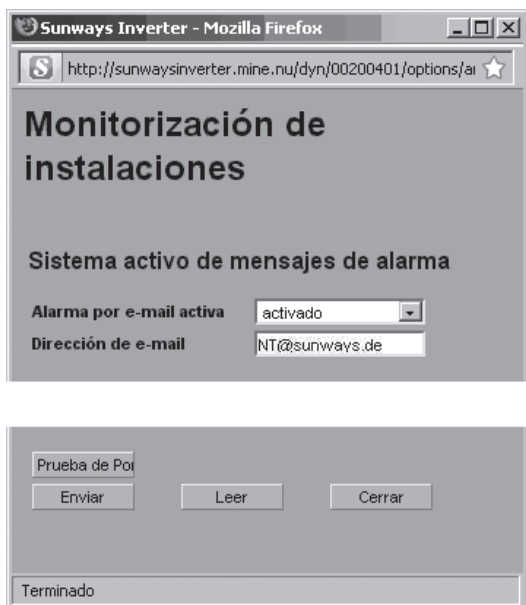 Sunways Inverter - Mozilla Firefox
http://sunwaysinverter.mine.nu/dyn/00200401/options/ai
Monitorización de
instalaciones
Sistema activo de mensajes de alarma
Alarma por e-mail activa activado
Dirección de e-mail NT@sunways.de
Prueba de Por
Enviar Leer Cerrar
Terminado